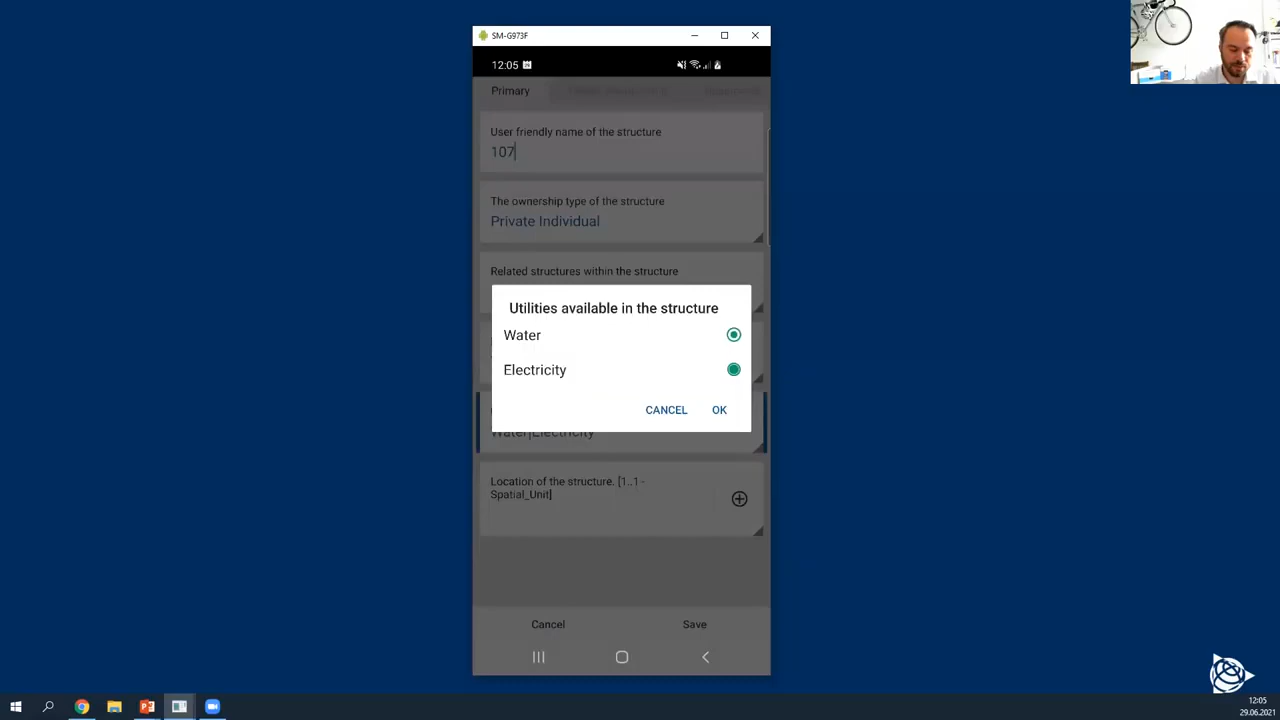 SM-G973F
12:05
Primary
User friendly name of the structure
107
The ownership type of the structure
Private Individual
Related structures within the structure
Utilities available in the structure
Water
Electricity
CANCEL OK
Water|Electricity
Location of the structure. [1..1 -
Spatial_Unit]
Cancel Save
12:05
29.06.2021